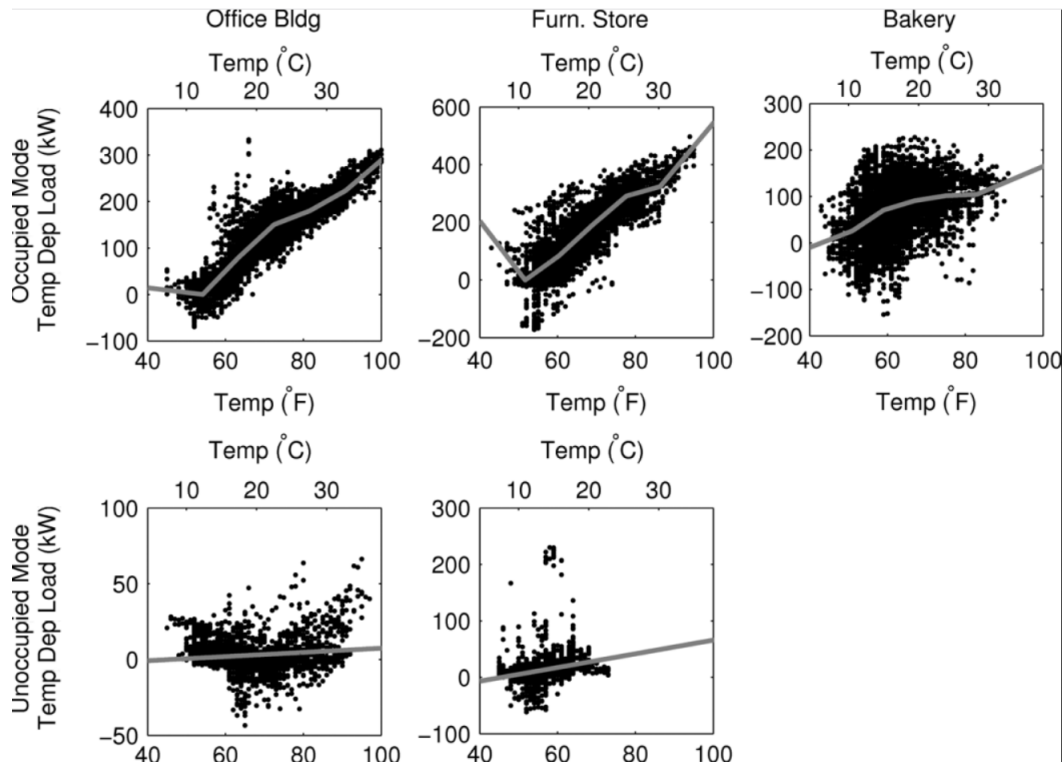 Office Bldg Furn. Store Bakery
Temp (°C) Temp (°C) Temp (°C)
10 20 30 10 20 30 10 20 30
Occupied Mode
Temp Dep Load (kW)
400
300
200
100
0
−100
600
400
200
0
−200
300
200
100
0
−100
−200
40 60 80 100 40 60 80 100 40 60 80 100
Temp (°F) Temp (°F) Temp (°F)
Temp (°C) Temp (°C)
10 20 30 10 20 30
Unoccupied Mode
Temp Dep Load (kW)
100
50
0
−50
300
200
100
0
−100
40 60 80 100 40 60 80 100